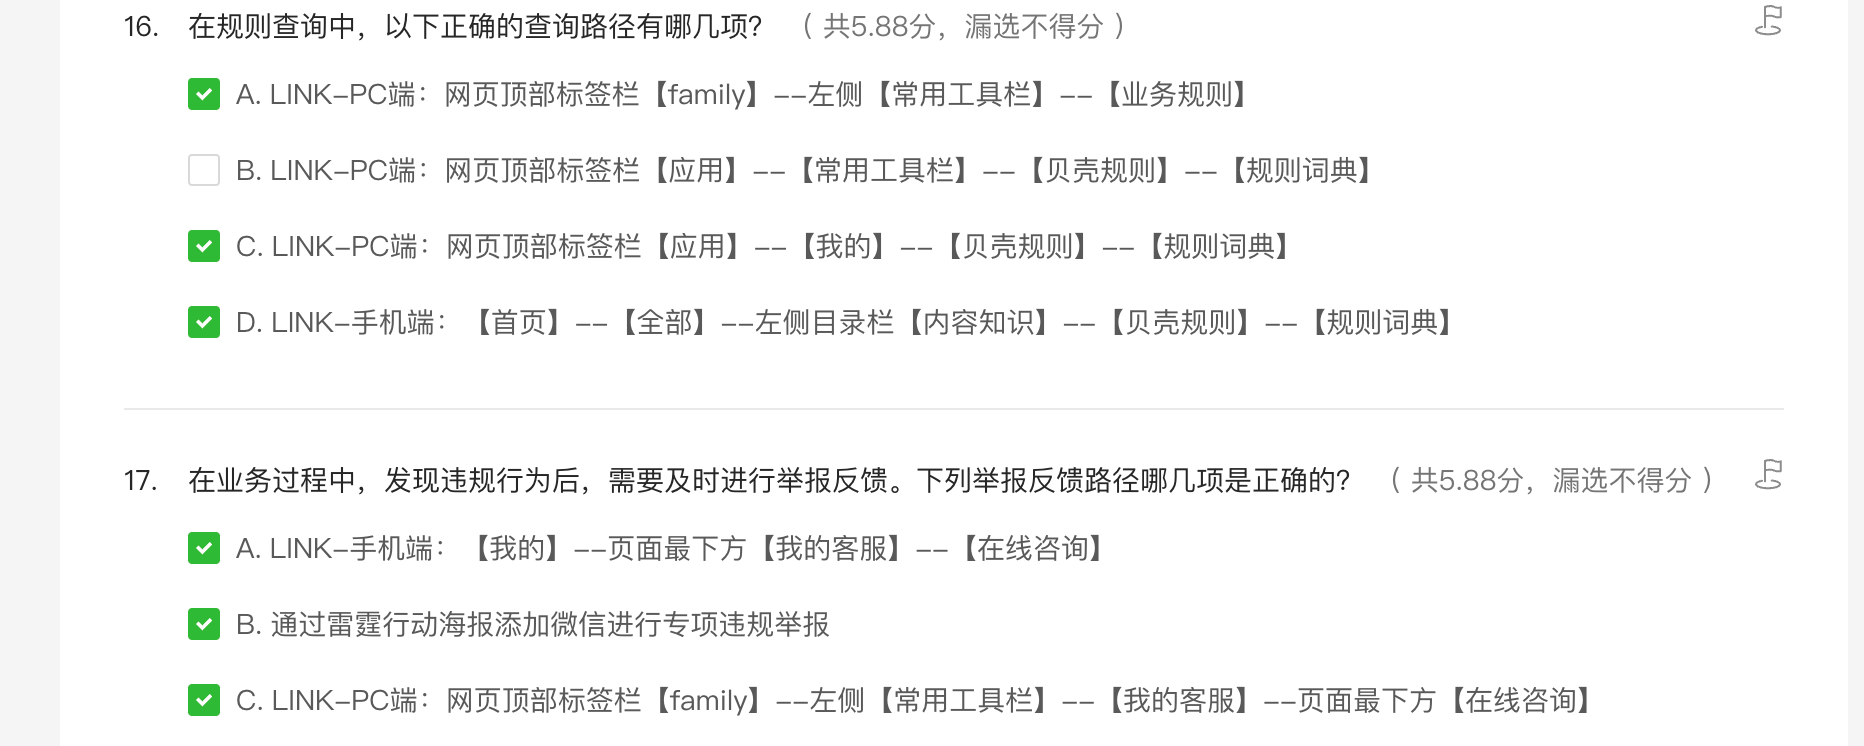 16. 在规则查询中，以下正确的查询路径有哪几项? （ 共5.88分，漏选不得分 ）
A. LINK–PC端：网页顶部标签栏【family】––左侧【常用工具栏】––【业务规则】
B. LINK–PC端：网页顶部标签栏【应用】––【常用工具栏】––【贝壳规则】––【规则词典】
C. LINK–PC端：网页顶部标签栏【应用】––【我的】––【贝壳规则】––【规则词典】
D. LINK–手机端：【首页】––【全部】––左侧目录栏【内容知识】––【贝壳规则】––【规则词典】
17. 在业务过程中，发现违规行为后，需要及时进行举报反馈。下列举报反馈路径哪几项是正确的? （ 共5.88分，漏选不得分 ）
A. LINK–手机端：【我的】––页面最下方【我的客服】––【在线咨询】
B. 通过雷霆行动海报添加微信进行专项违规举报
C. LINK–PC端：网页顶部标签栏【family】––左侧【常用工具栏】––【我的客服】––页面最下方【在线咨询】